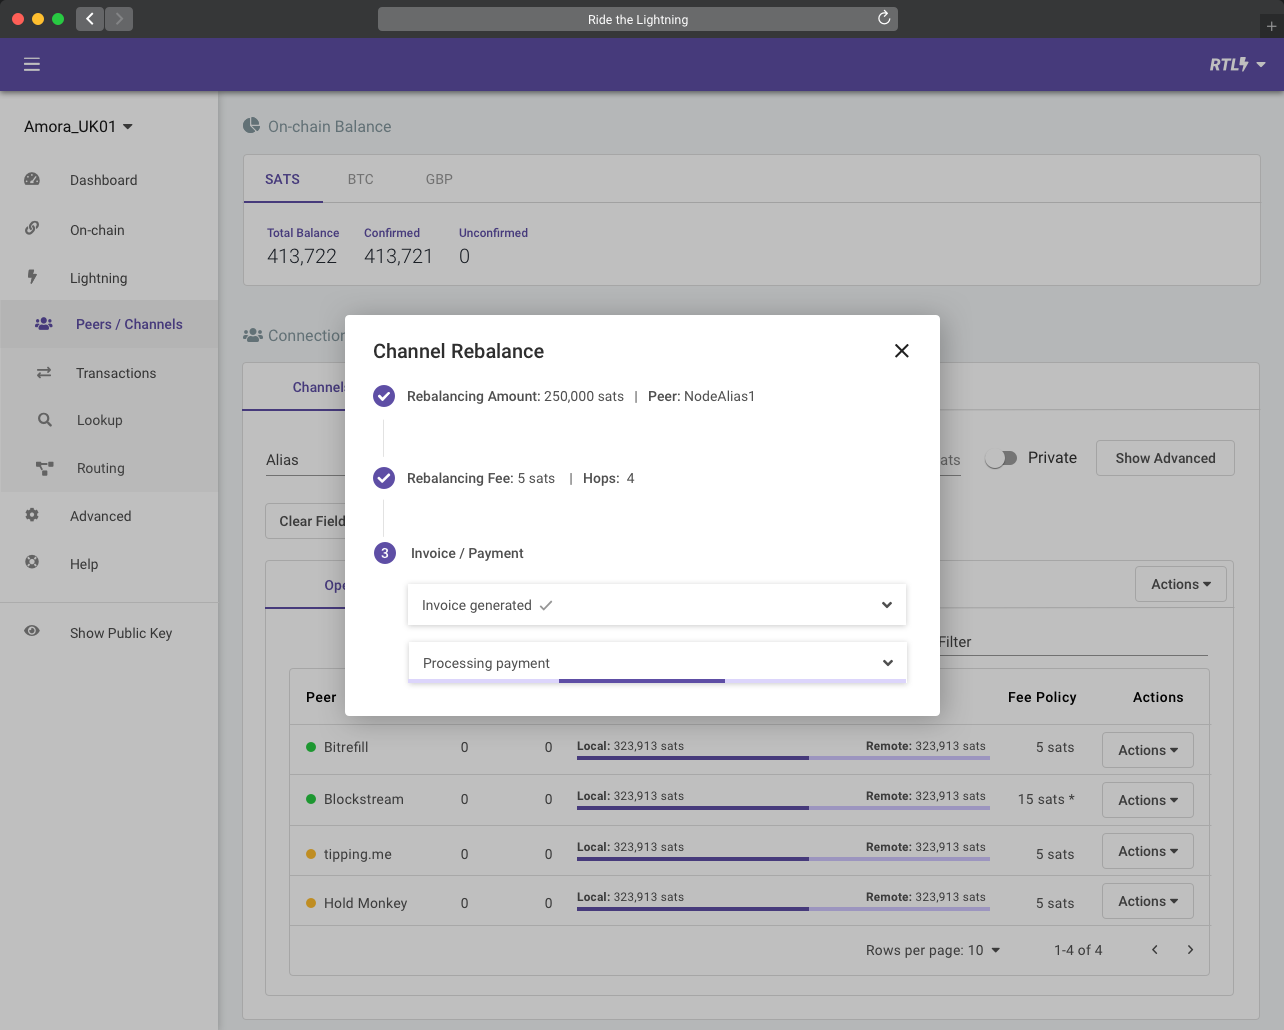 Ride the Lightning
+
RTL
Amora_UK01
Dashboard
On-chain
Lightning
Peers / Channels
Transactions
Lookup
Routing
Advanced
Help
Show Public Key
On-chain Balance
SATS BTC GBP
Total Balance Confirmed Unconfirmed
413,722 413,721 0
Channel Rebalance
Rebalancing Amount: 250,000 sats | Peer: NodeAlias1
Rebalancing Fee: 5 sats | Hops: 4
3 Invoice / Payment
Invoice generated
Processing payment
Alias
Private
Show Advanced
Actions
Filter
Peer Fee Policy Actions
Bitrefill 0 0 Local: 323,913 sats Remote: 323,913 sats 5 sats Actions
Blockstream 0 0 Local: 323,913 sats Remote: 323,913 sats 15 sats * Actions
tipping.me 0 0 Local: 323,913 sats Remote: 323,913 sats 5 sats Actions
Hold Monkey 0 0 Local: 323,913 sats Remote: 323,913 sats 5 sats Actions
Rows per page: 10 1-4 of 4